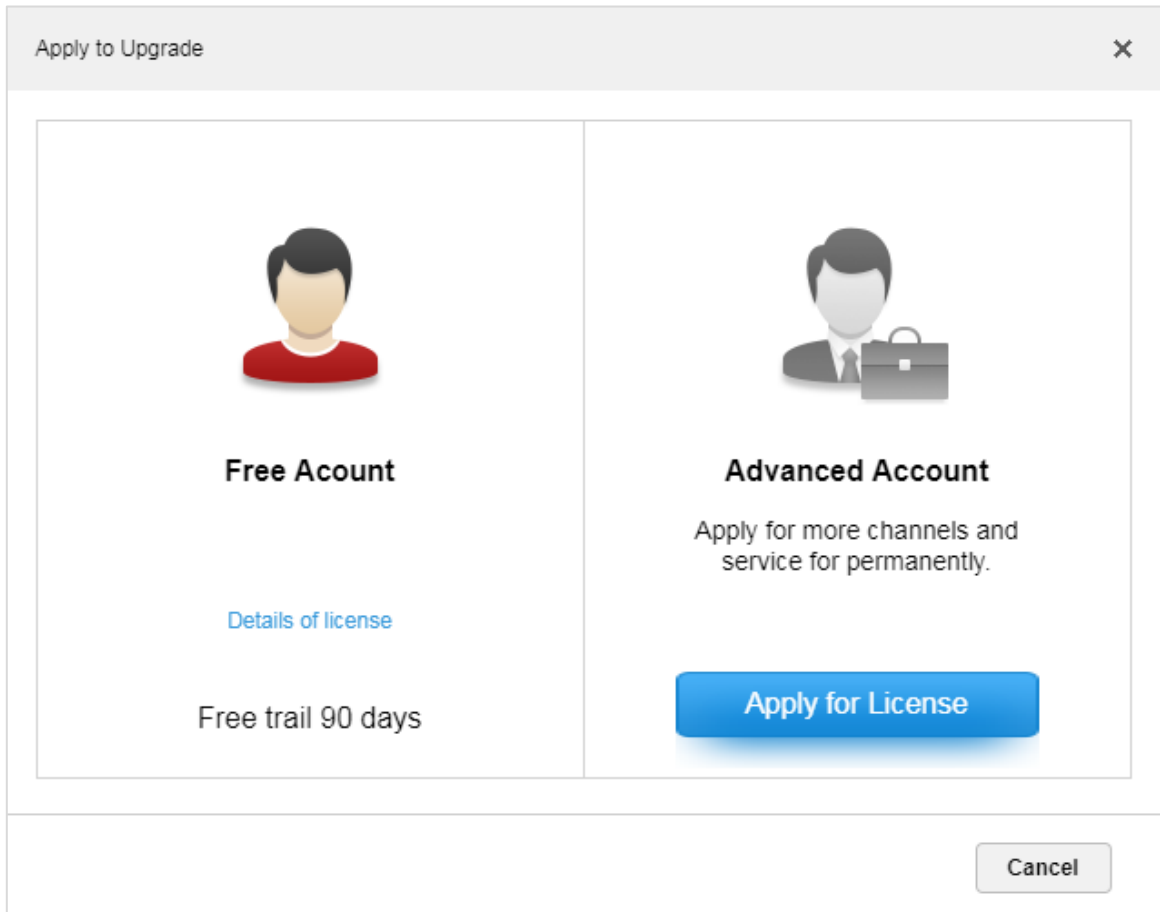 Apply to Upgrade
Free Acount
Details of license
Free trail 90 days
Advanced Account
Apply for more channels and
service for permanently.
Apply for License
Cancel